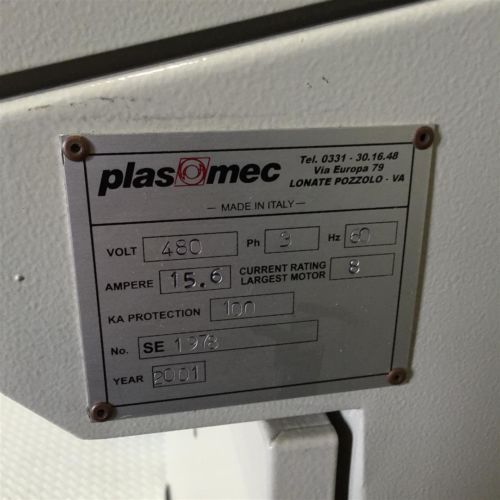 plasmec
Tel. 0331 - 30.16.48
Via Europa 79
LONATE POZZOLO - VA
— MADE IN ITALY —
VOLT 480 Ph 3 Hz 60
AMPERE 15.6 CURRENT RATING LARGEST MOTOR 8
KA PROTECTION 100
No. SE 1978
YEAR 2001